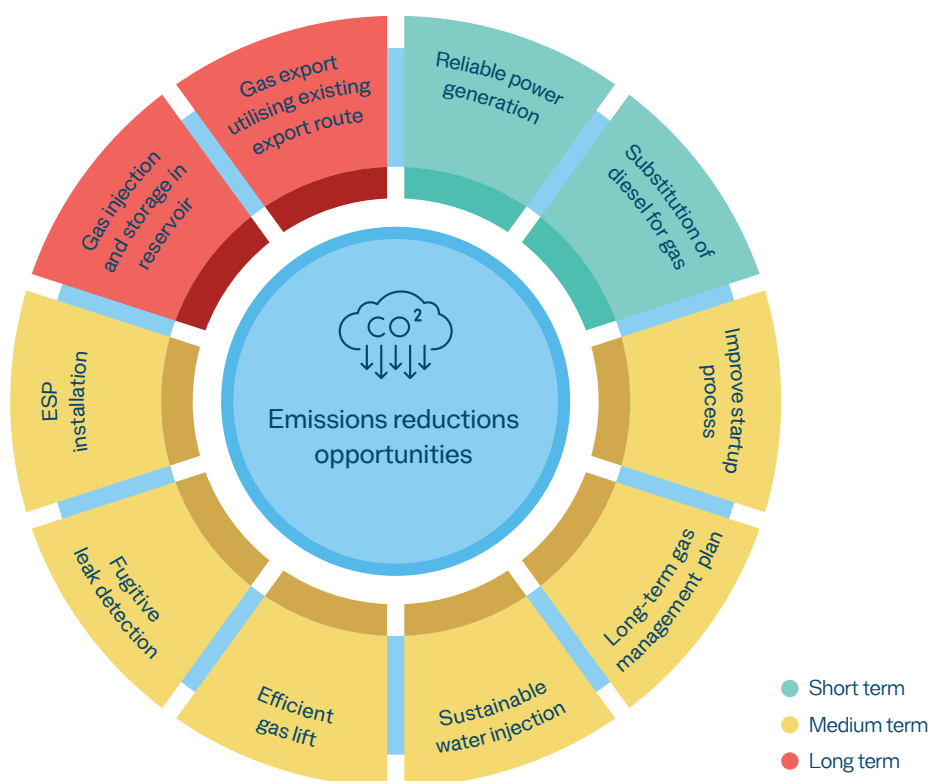 Gas export
utilising existing
export route
Reliable power
generation
Substitution of
diesel for gas
Improve startup
process
Long-term gas
management plan
Sustainable
water injection
Efficient
gas lift
Fugitive
leak detection
ESP
installation
Gas injection
and storage in
reservoir
CO²
Emissions reductions
opportunities
Short term
Medium term
Long term